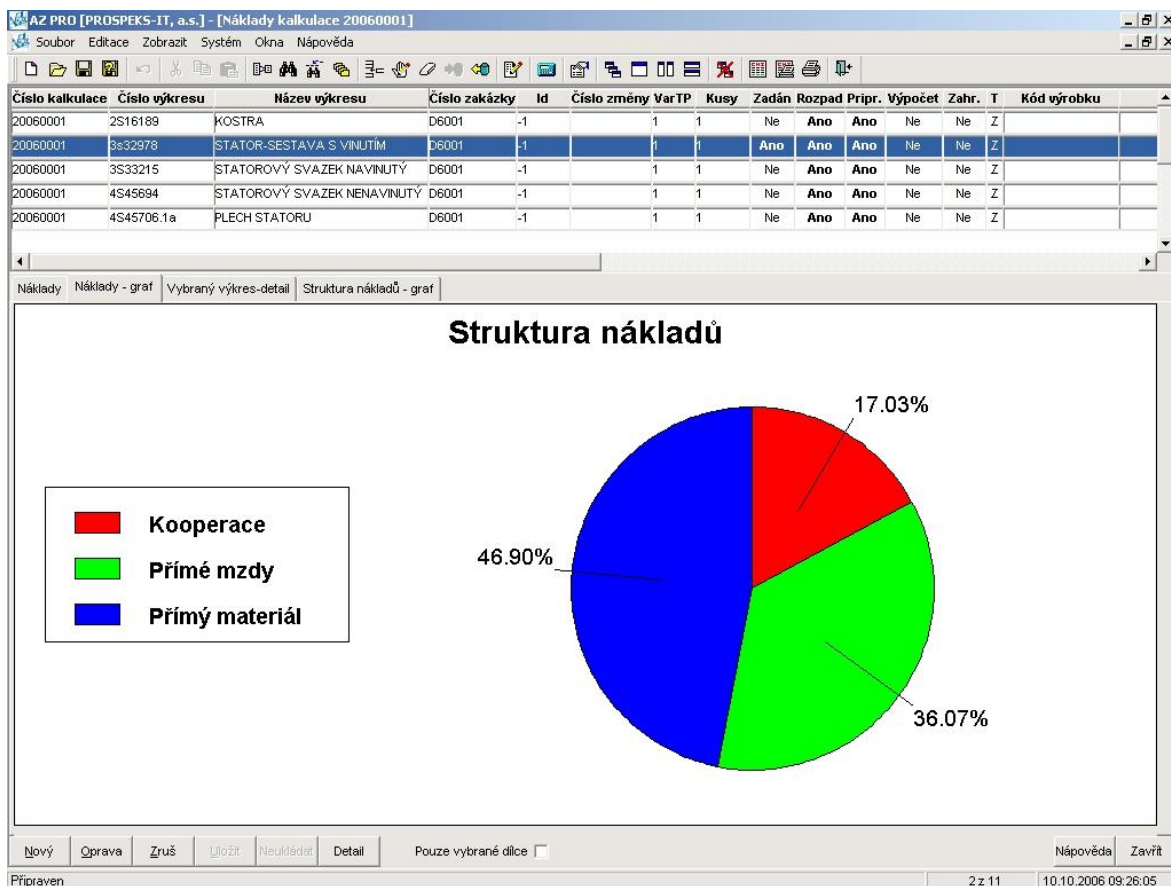 AZ PRO [PROSPEKS-IT, a.s.] - [Náklady kalkulace 20060001]
Soubor Editace Zobrazit Systém Okna Nápověda
Číslo kalkulace Číslo výkresu Název výkresu Číslo zakázky Id Číslo změny VarTP Kusy Zadán Rozpad Pripr. Výpočet Zahr. T Kód výrobku
20060001 2S16189 KOSTRA D6001 -1 1 1 Ne Ano Ano Ne Ne Z
20060001 3s32978 STATOR-SESTAVA S VINUTÍM D6001 -1 1 1 Ano Ano Ano Ne Ne Z
20060001 3S33215 STATOROVÝ SVAZEK NAVINUTÝ D6001 -1 1 1 Ne Ano Ano Ne Ne Z
20060001 4S45694 STATOROVÝ SVAZEK NENAVINUTÝ D6001 -1 1 1 Ne Ano Ano Ne Ne Z
20060001 4S45706.1a PLECH STATORU D6001 -1 1 1 Ne Ano Ano Ne Ne Z
Náklady Náklady - graf Vybraný výkres-detail Struktura nákladů - graf
Struktura nákladů
17.03%
Kooperace
46.90%
Přímé mzdy
Přímý materiál
36.07%
Nový Oprava Zruš Uložit Neukládat Detail Pouze vybrané dílce Nápověda Zavřít
Připraven 2 z 11 10.10.2006 09:26:05